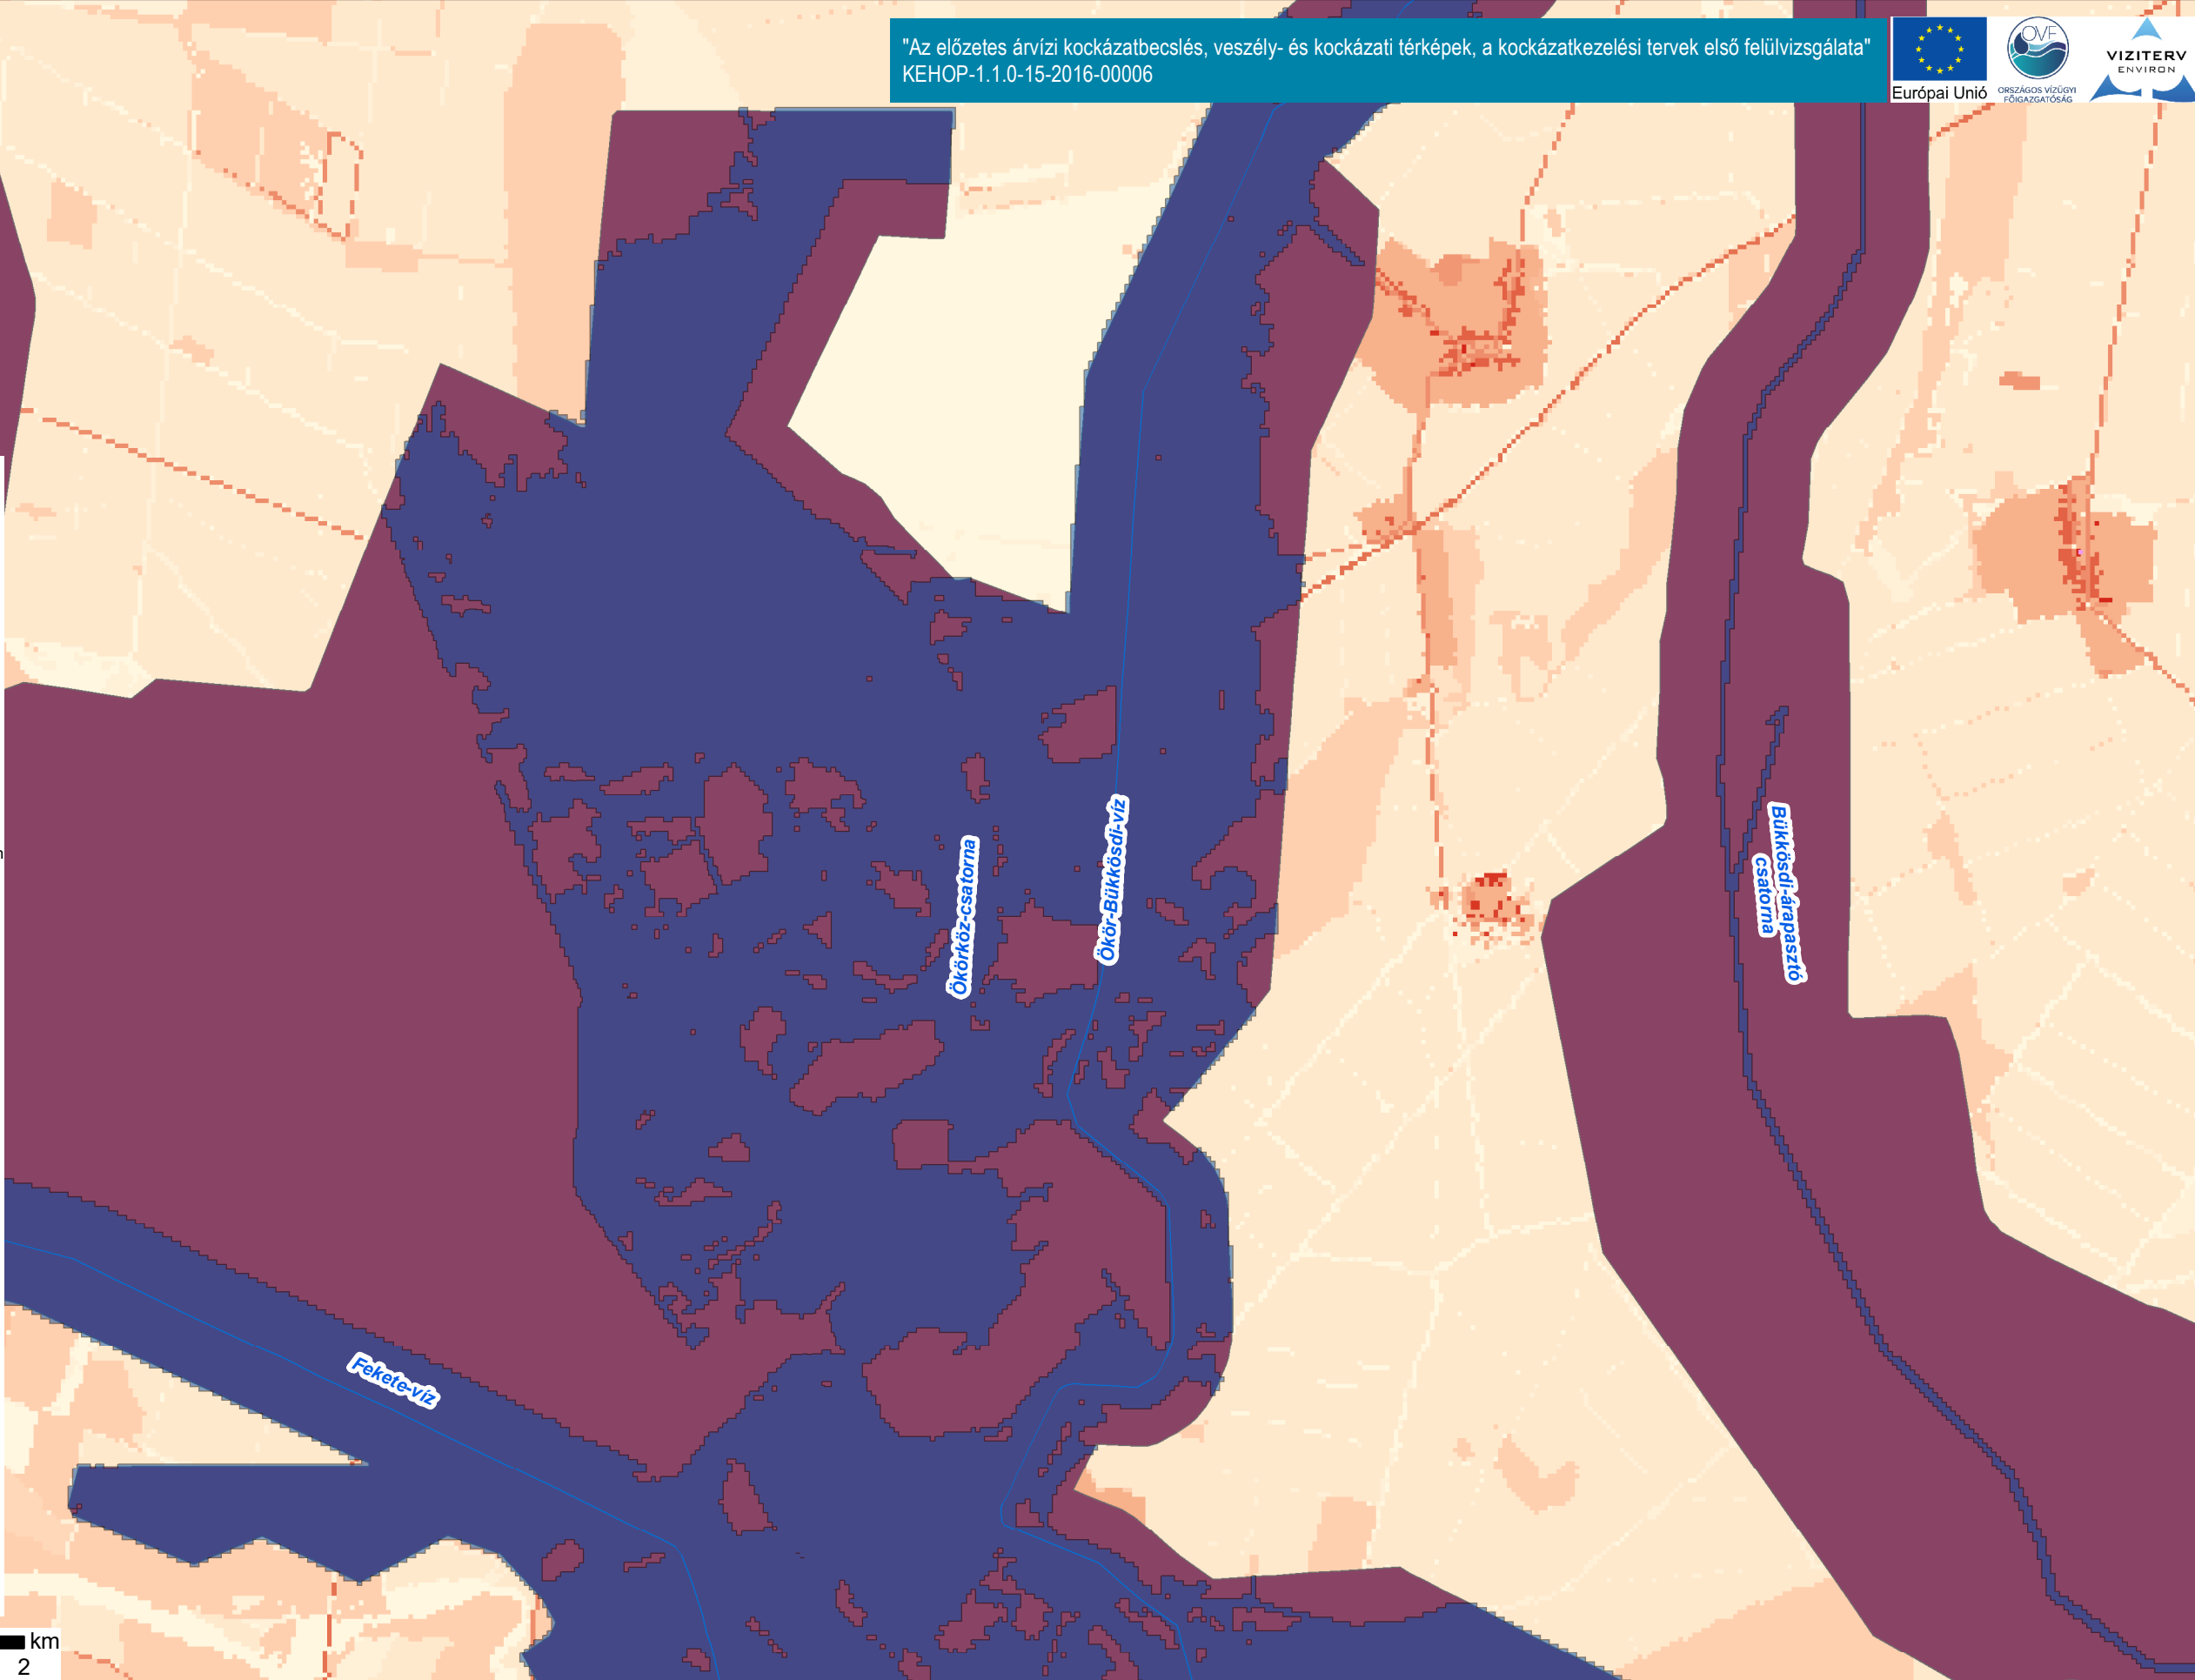 "Az előzetes árvízi kockázatbecslés, veszély- és kockázati térképek, a kockázatkezelési tervek első felülvizsgálata"
KEHOP-1.1.0-15-2016-00006
Európai Unió
OVF
ORSZÁGOS VÍZÜGYI
FŐIGAZGATÓSÁG
VIZITERV
ENVIRON
Ökörköz-csatorna
Ökör-Bükkösdi-víz
Bükkösdi-árapasztó
csatorna
Fekete-víz
km
2